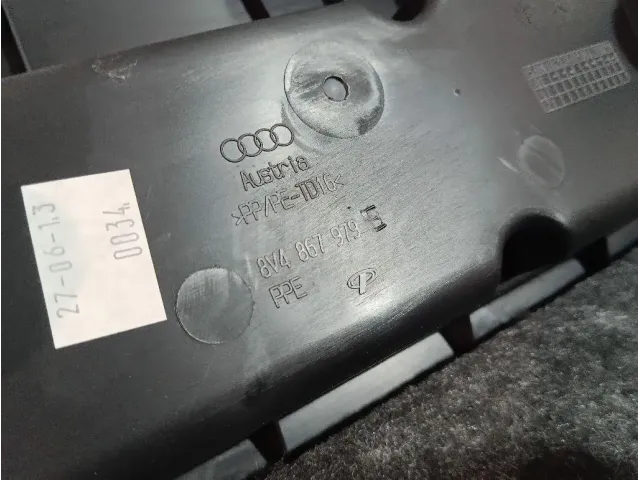 27-06-13
0034
Austria
>PP/PE-TD16<
8V4 867 979
PPE